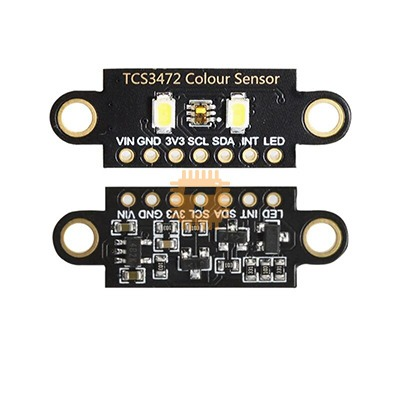 TCS3472 Colour Sensor
VIN GND 3V3 SCL SDA INT LED
VIN GND 3V3 SCL SDA INT LED